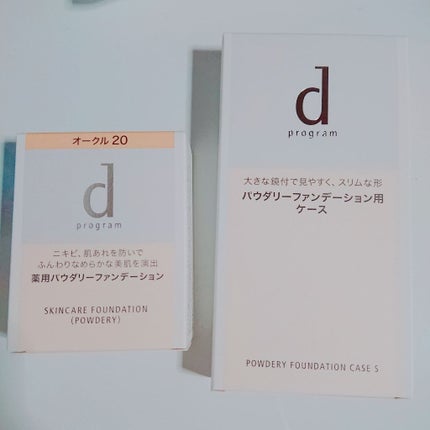 オークル 20
d
program
ニキビ、肌あれを防いで
ふんわりなめらかな美肌を演出
薬用パウダリーファンデーション
SKINCARE FOUNDATION
(POWDERY)
d
program
大きな鏡付で見やすく、スリムな形
パウダリーファンデーション用
ケース
POWDERY FOUNDATION CASE S